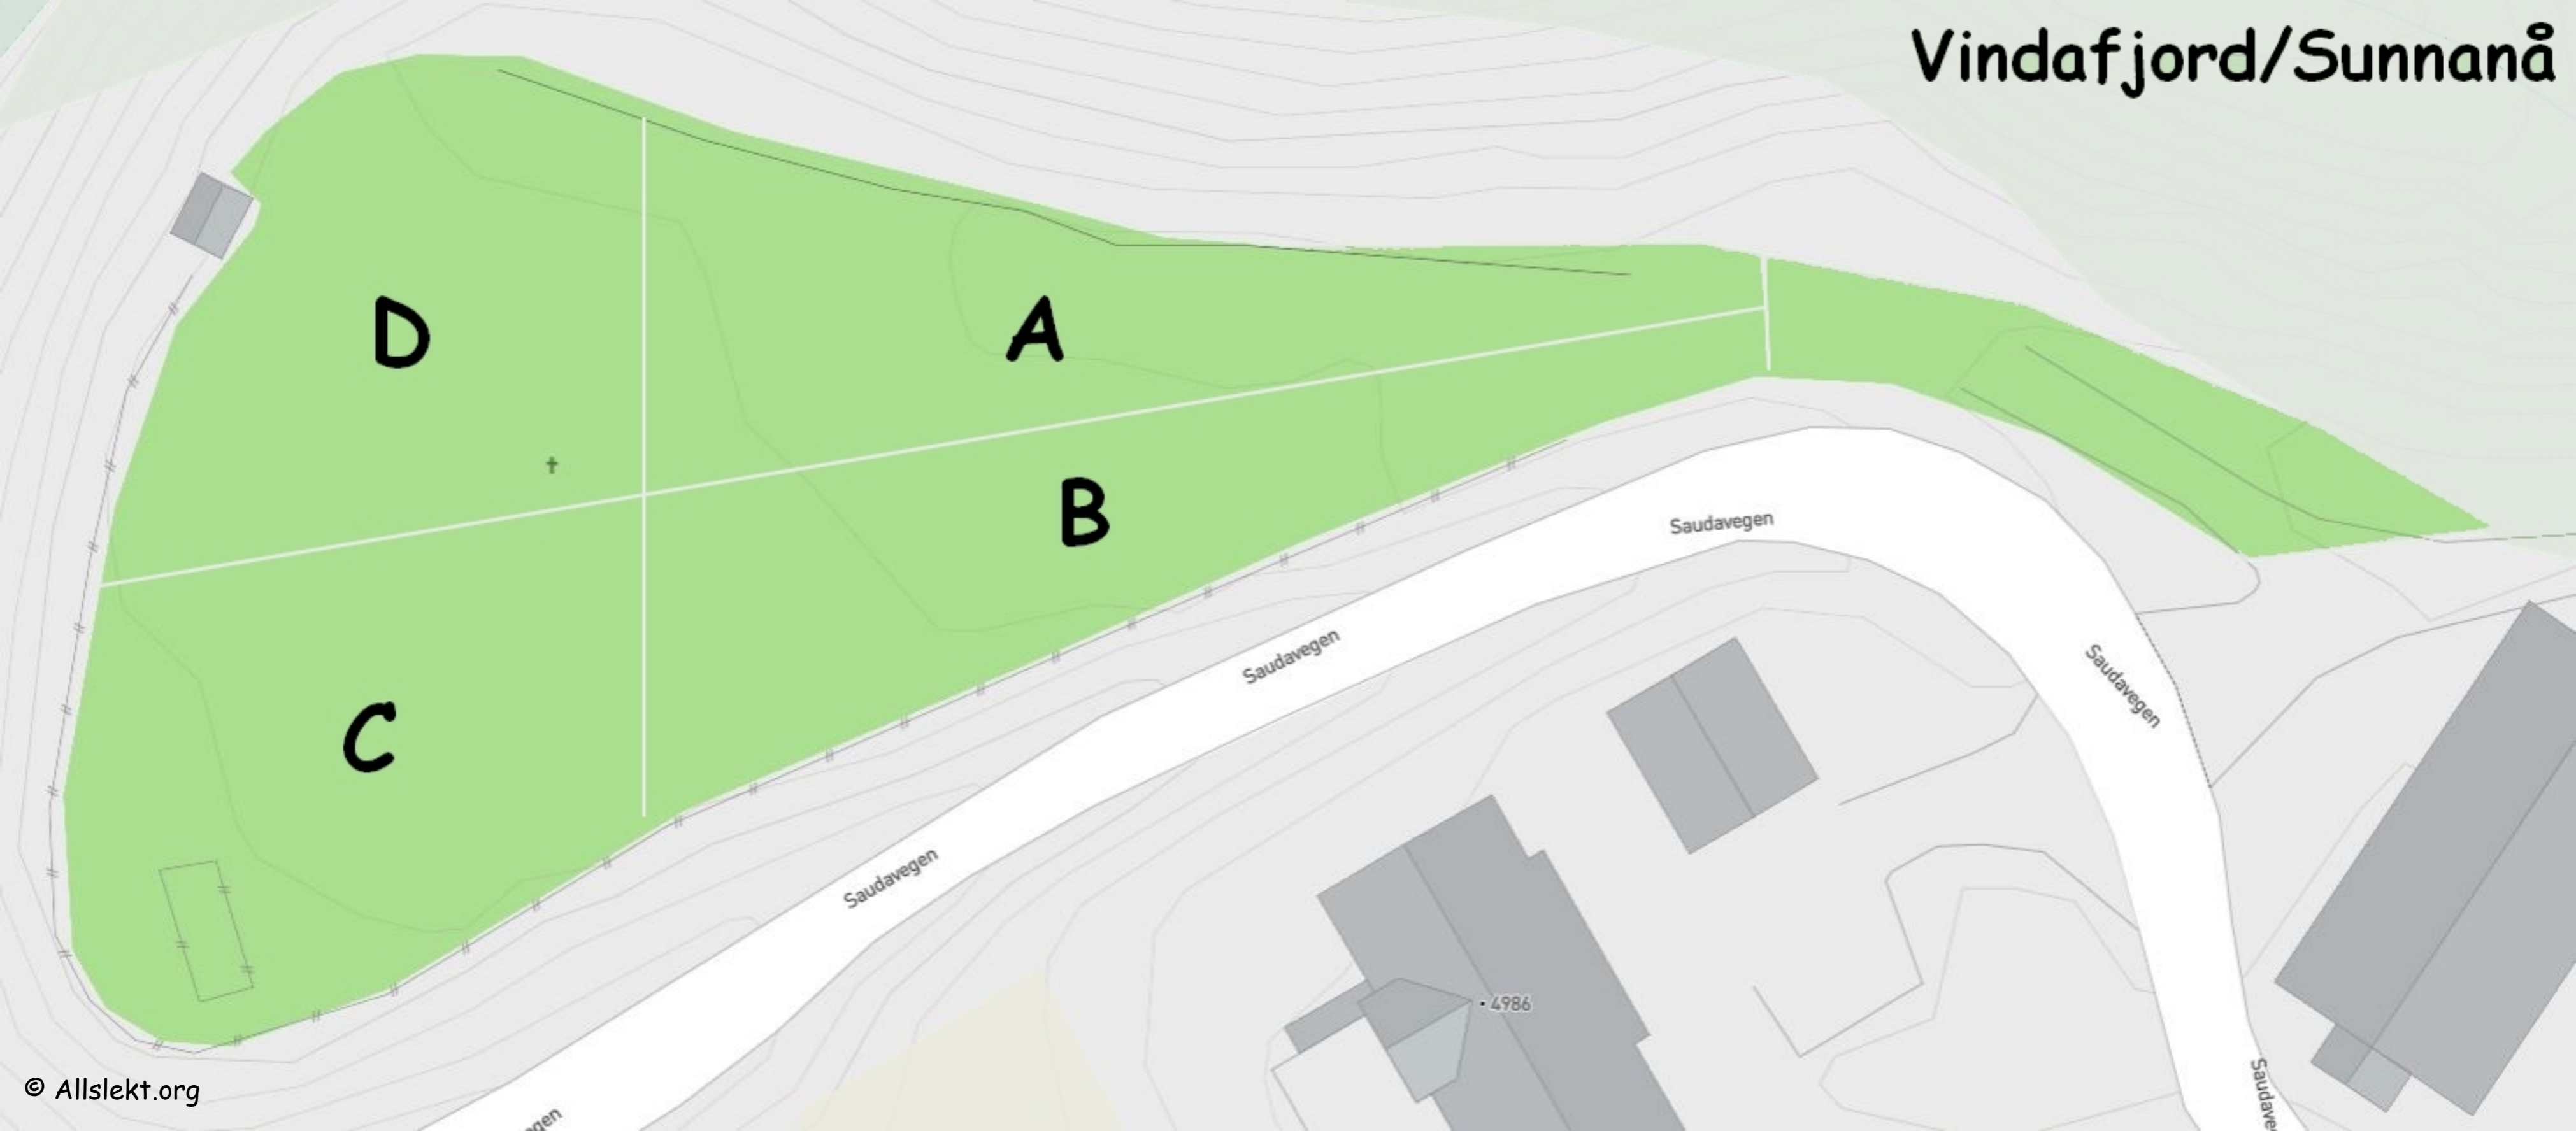 Vindafjord/Sunnanå
D
A
B
Saudavegen
Saudavegen
Saudavegen
C
Saudavegen
• 4986
© Allslekt.org